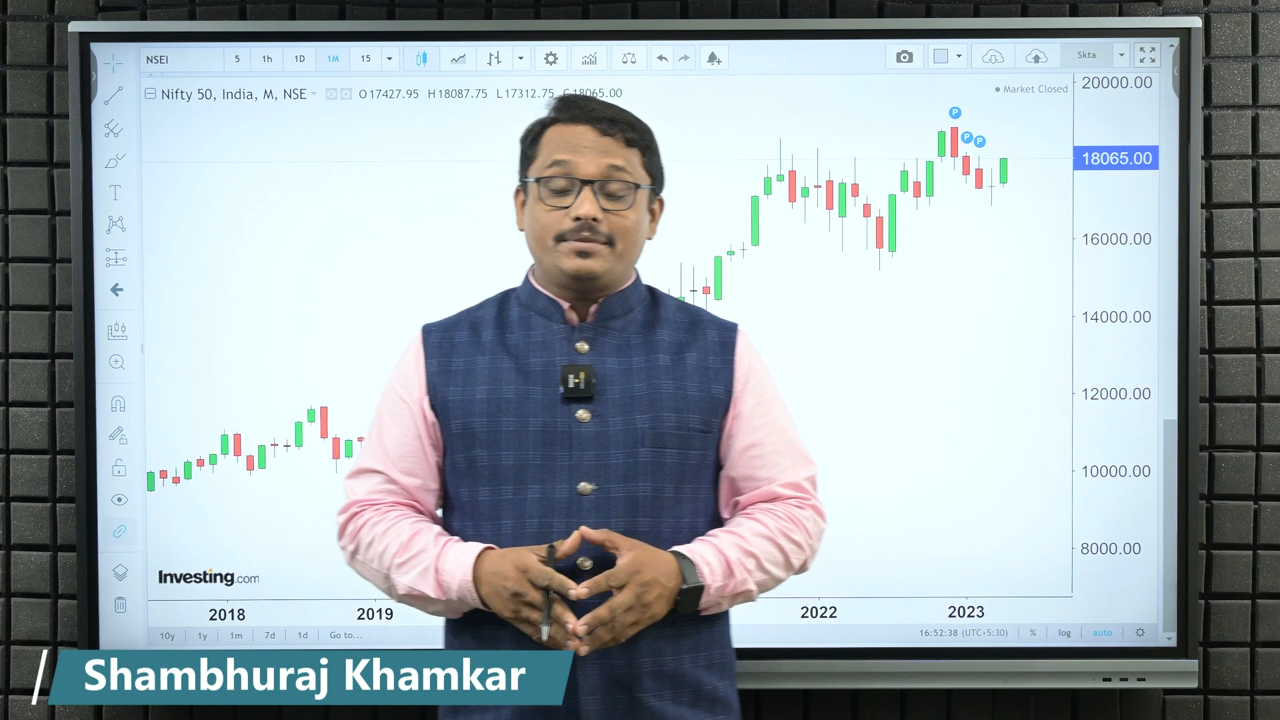 NSEI 5 1h 1D 1M 15 5kta
Nifty 50, India, M, NSE O17427.95 H18087.75 L17312.75 C18065.00
Market Closed
20000.00
P
P P
18065.00
16000.00
14000.00
12000.00
10000.00
8000.00
Investing.com
2018 2019 2022 2023
10y 1y 1m 7d 1d Go to... 16:52:38 (UTC+5:30) % log auto
Shambhuraj Khamkar